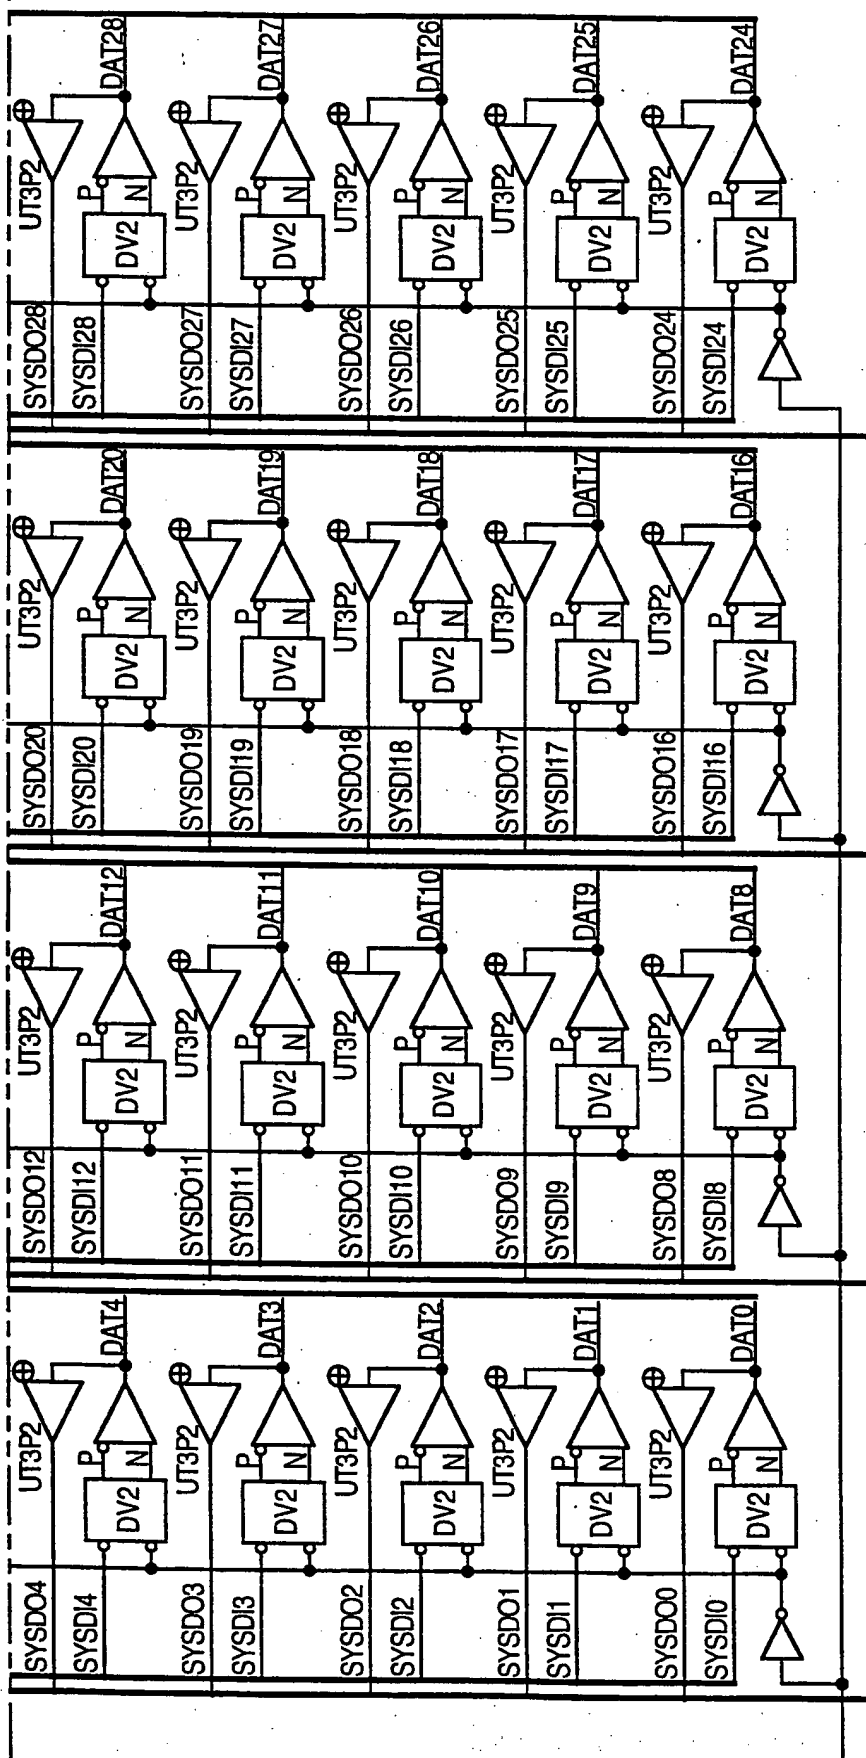 DAT28
UT3P2
P
N
DV2
SYSDO28
SYSDI28
DAT27
UT3P2
P
N
DV2
SYSDO27
SYSDI27
DAT26
UT3P2
P
N
DV2
SYSDO26
SYSDI26
DAT25
UT3P2
P
N
DV2
SYSDO25
SYSDI25
DAT24
UT3P2
P
N
DV2
SYSDO24
SYSDI24
DAT20
UT3P2
P
N
DV2
SYSDO20
SYSDI20
DAT19
UT3P2
P
N
DV2
SYSDO19
SYSDI19
DAT18
UT3P2
P
N
DV2
SYSDO18
SYSDI18
DAT17
UT3P2
P
N
DV2
SYSDO17
SYSDI17
DAT16
UT3P2
P
N
DV2
SYSDO16
SYSDI16
DAT12
UT3P2
P
N
DV2
SYSDO12
SYSDI12
DAT11
UT3P2
P
N
DV2
SYSDO11
SYSDI11
DAT10
UT3P2
P
N
DV2
SYSDO10
SYSDI10
DAT9
UT3P2
P
N
DV2
SYSDO9
SYSDI9
DAT8
UT3P2
P
N
DV2
SYSDO8
SYSDI8
DAT4
UT3P2
P
N
DV2
SYSDO4
SYSDI4
DAT3
UT3P2
P
N
DV2
SYSDO3
SYSDI3
DAT2
UT3P2
P
N
DV2
SYSDO2
SYSDI2
DAT1
UT3P2
P
N
DV2
SYSDO1
SYSDI1
DAT0
UT3P2
P
N
DV2
SYSDO0
SYSDI0